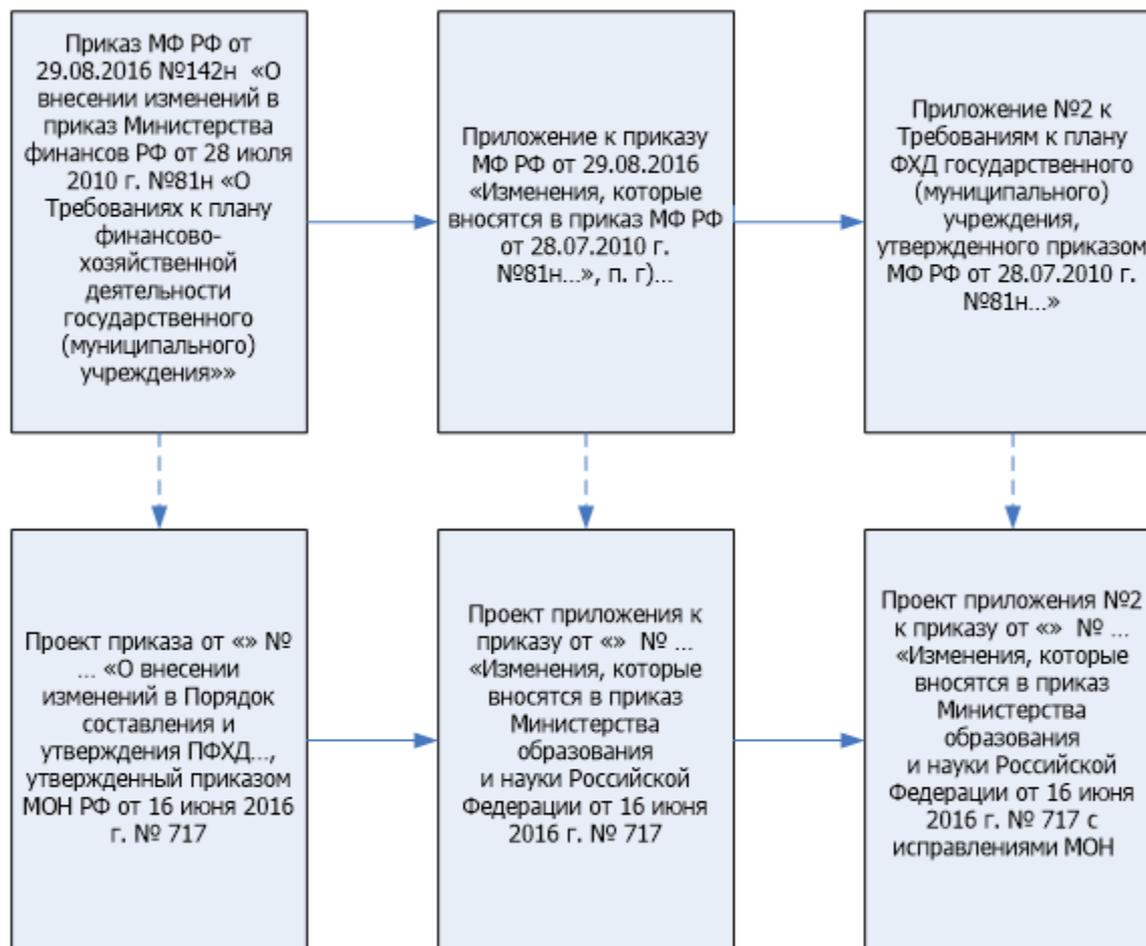 Приказ МФ РФ от
29.08.2016 №142н «О
внесении изменений в
приказ Министерства
финансов РФ от 28 июля
2010 г. №81н «О
Требованиях к плану
финансово-
хозяйственной
деятельности
государственного
(муниципального)
учреждения»»
Приложение к приказу
МФ РФ от 29.08.2016
«Изменения, которые
вносятся в приказ МФ РФ
от 28.07.2010 г.
№81н...», п. г)...
Приложение №2 к
Требованиям к плану
ФХД государственного
(муниципального)
учреждения,
утвержденного приказом
МФ РФ от 28.07.2010 г.
№81н...»
Проект приказа от «» №
... «О внесении
изменений в Порядок
составления и
утверждения ПФХД...,
утвержденный приказом
МОН РФ от 16 июня 2016
г. № 717
Проект приложения к
приказу от «» № ...
«Изменения, которые
вносятся в приказ
Министерства
образования
и науки Российской
Федерации от 16 июня
2016 г. № 717
Проект приложения №2
к приказу от «» № ...
«Изменения, которые
вносятся в приказ
Министерства
образования
и науки Российской
Федерации от 16 июня
2016 г. № 717 с
исправлениями МОН